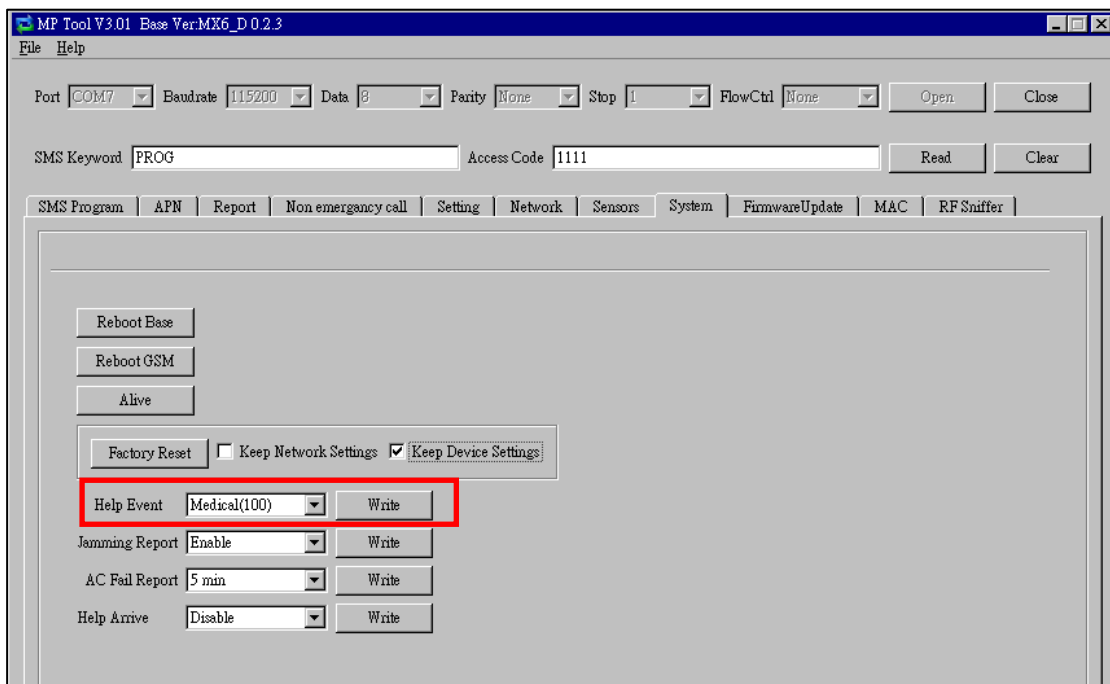 MP Tool V3.01 Base Ver:MX6_D 0.2.3
File Help
Port COM7 Baudrate 115200 Data 8 Parity None Stop 1 FlowCtrl None Open Close
SMS Keyword PROG Access Code 1111 Read Clear
SMS Program APN Report Non emergancy call Setting Network Sensors System FirmwareUpdate MAC RF Sniffer
Reboot Base
Reboot GSM
Alive
Factory Reset Keep Network Settings Keep Device Settings
Help Event Medical(100) Write
Jamming Report Enable Write
AC Fail Report 5 min Write
Help Arrive Disable Write